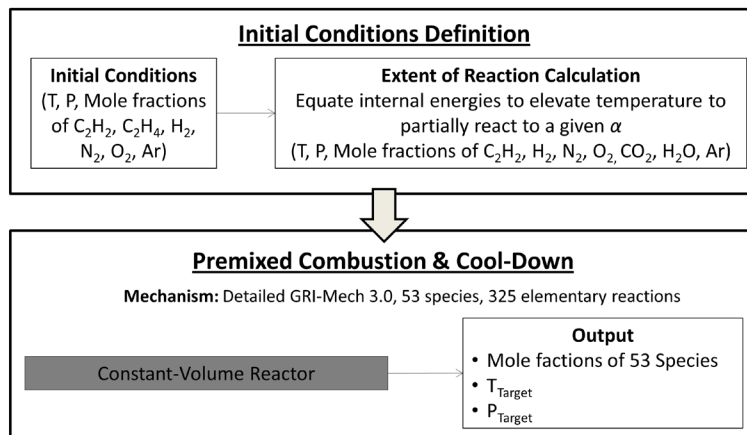 Initial Conditions Definition
Initial Conditions
(T, P, Mole fractions
of C₂H₂, C₂H₄, H₂,
N₂, O₂, Ar)
Extent of Reaction Calculation
Equate internal energies to elevate temperature to
partially react to a given α
(T, P, Mole fractions of C₂H₂, H₂, N₂, O₂, CO₂, H₂O, Ar)
Premixed Combustion & Cool-Down
Mechanism: Detailed GRI-Mech 3.0, 53 species, 325 elementary reactions
Constant-Volume Reactor
Output
• Mole factions of 53 Species
• T_Target
• P_Target